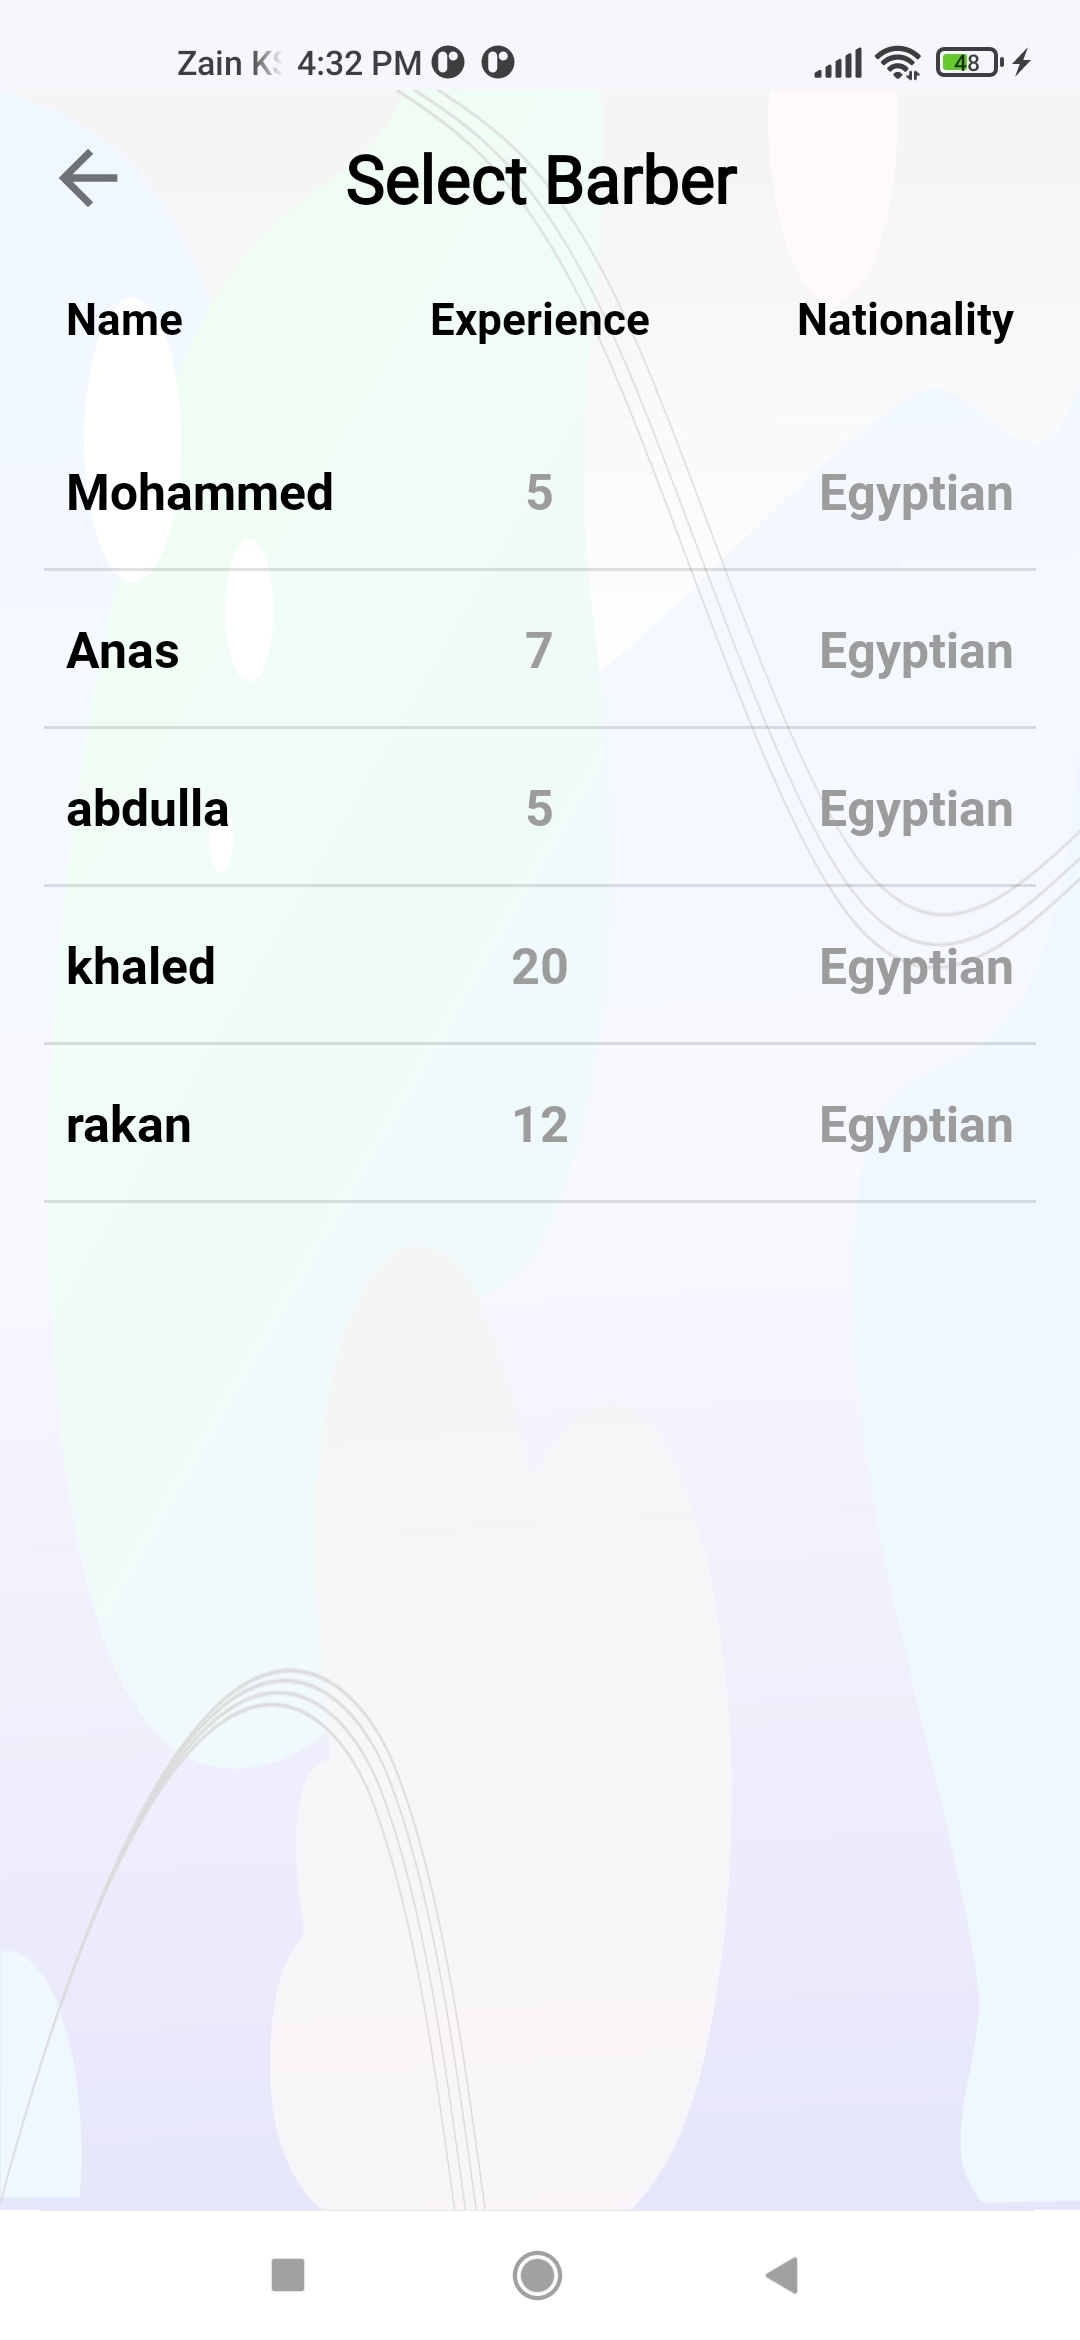 Zain KS 4:32 PM 48
Select Barber
Name Experience Nationality
Mohammed 5 Egyptian
Anas 7 Egyptian
abdulla 5 Egyptian
khaled 20 Egyptian
rakan 12 Egyptian